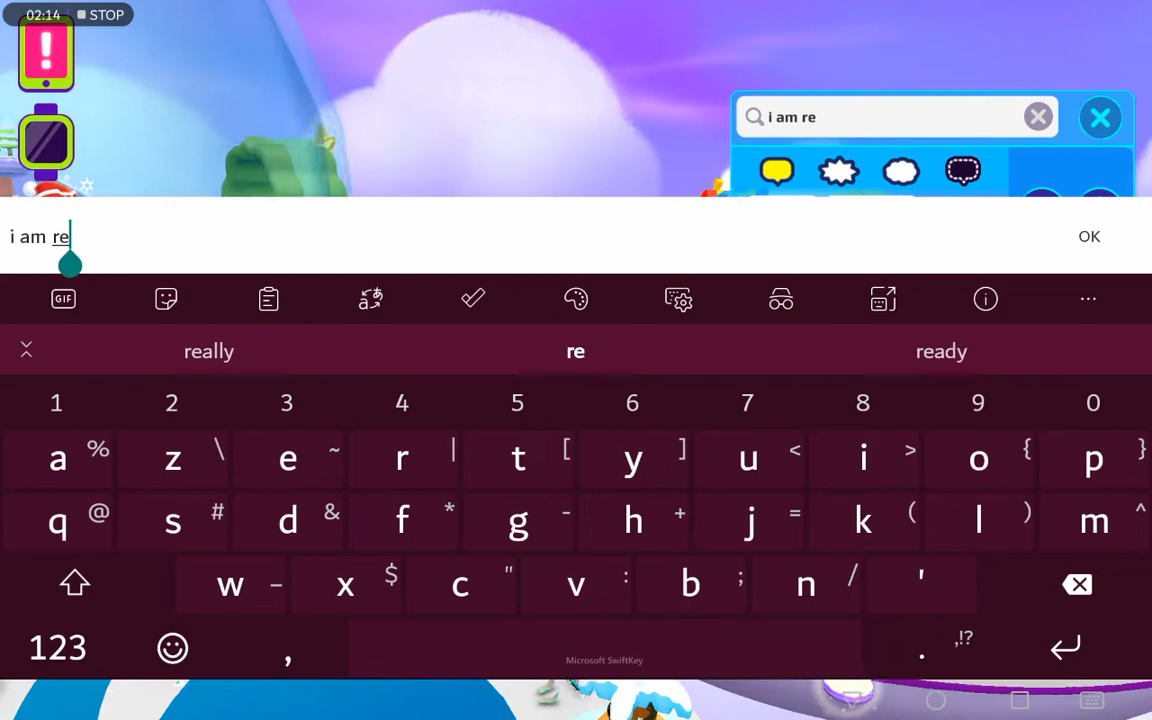 02:14 STOP
i am re
i am re OK
GIF
really re ready
1 2 3 4 5 6 7 8 9 0
a % z \ e ~ r | t [ y ] u < i > o { p }
q @ s # d & f * g - h + j = k ( l ) m ^
w _ x $ c " v : b ; n / '
123 , Microsoft SwiftKey . ,!?